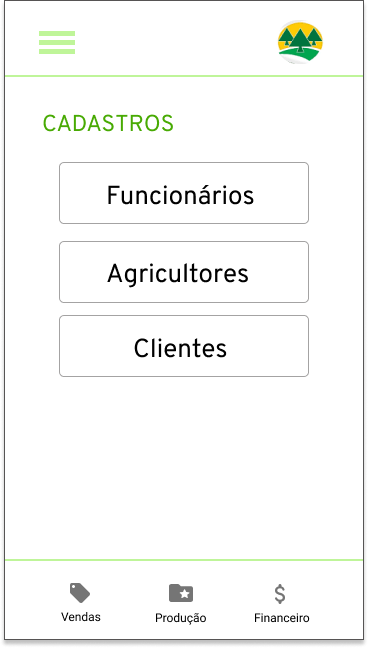 CADASTROS
Funcionários
Agricultores
Clientes
Vendas
Produção
Financeiro